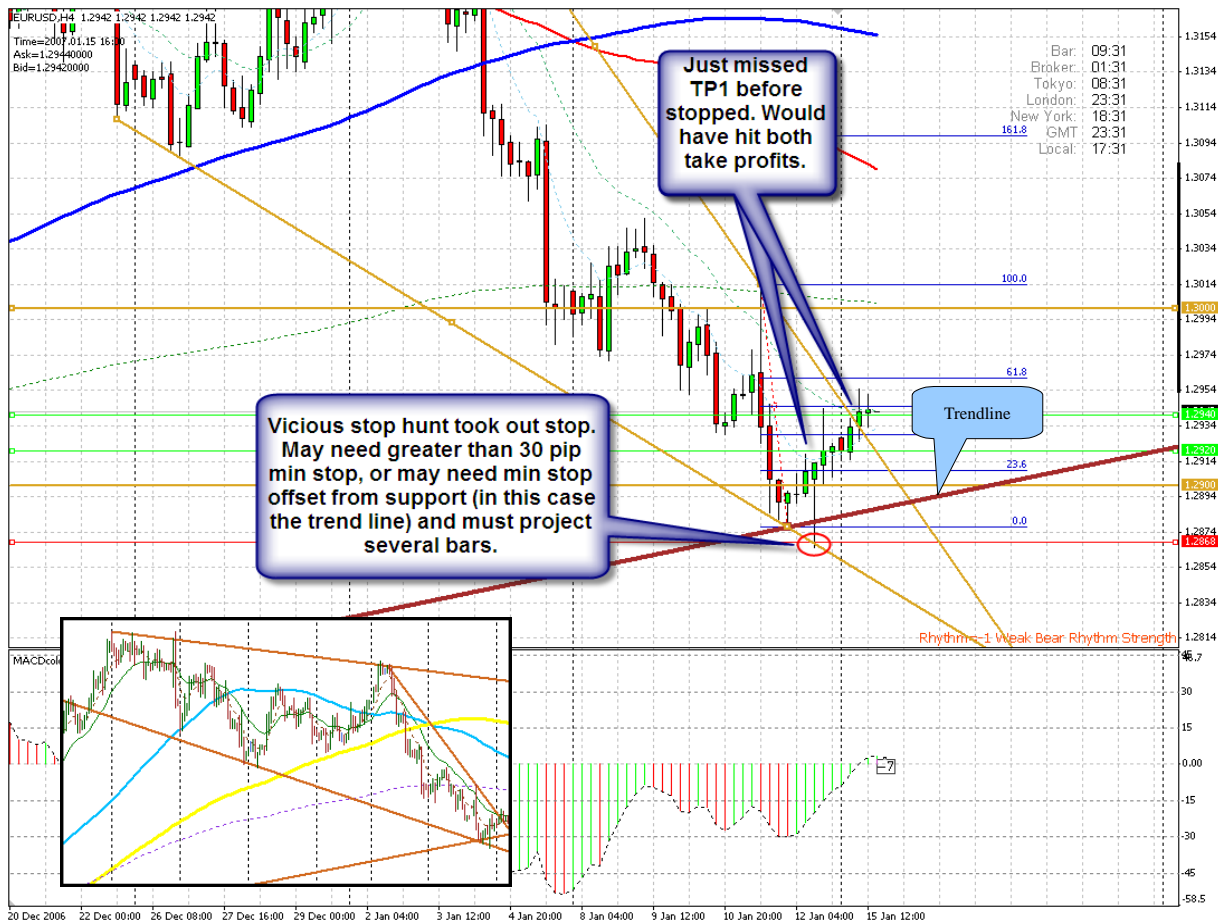 EURUSD,H4 1.2942 1.2942 1.2942 1.2942
Time=2007.01.15 16:00
Ask=1.29440000
Bid=1.29420000
Bar: 09:31
Broker: 01:31
Tokyo: 08:31
London: 23:31
New York: 18:31
GMT 23:31
Local: 17:31
Just missed
TP1 before
stopped. Would
have hit both
take profits.
161.8
100.0
61.8
23.6
0.0
Vicious stop hunt took out stop.
May need greater than 30 pip
min stop, or may need min stop
offset from support (in this case
the trend line) and must project
several bars.
Trendline
1.3154
1.3134
1.3114
1.3094
1.3074
1.3054
1.3034
1.3014
1.3000
1.2994
1.2974
1.2954
1.2940
1.2934
1.2920
1.2914
1.2900
1.2894
1.2874
1.2868
1.2854
1.2834
1.2814
Rhythm=-1 Weak Bear Rhythm Strength
MACDcolo
30
15
0.00
-7
-15
-30
-45
-58.5
20 Dec 2006
22 Dec 00:00
26 Dec 08:00
27 Dec 16:00
29 Dec 00:00
2 Jan 04:00
3 Jan 12:00
4 Jan 20:00
8 Jan 04:00
9 Jan 12:00
10 Jan 20:00
12 Jan 04:00
15 Jan 12:00